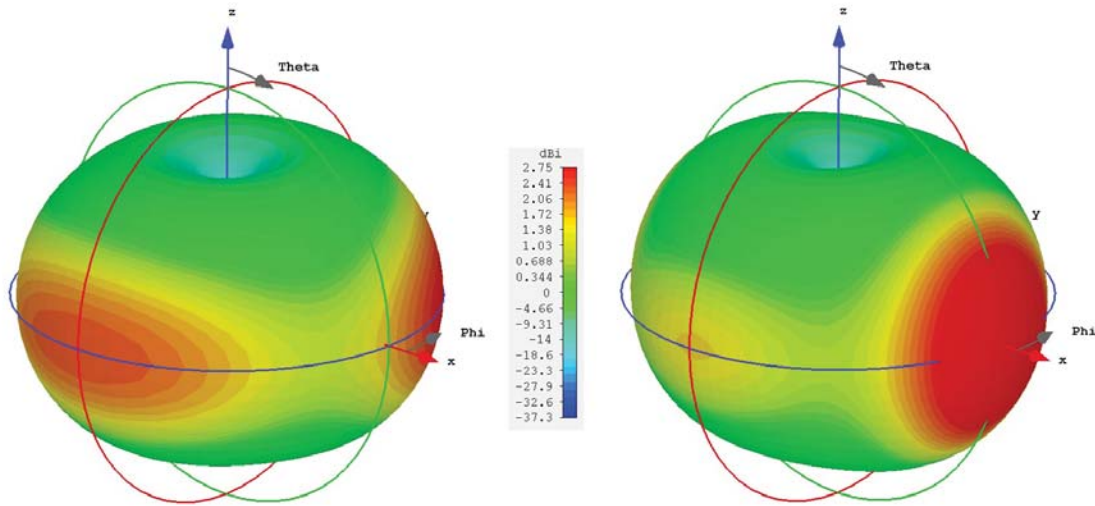 z
Theta
Phi
x
dBi
2.75
2.41
2.06
1.72
1.38
1.03
0.688
0.344
0
-4.66
-9.31
-14
-18.6
-23.3
-27.9
-32.6
-37.3
z
Theta
y
Phi
x